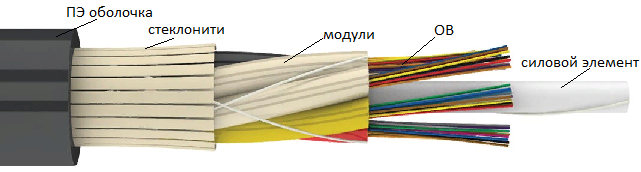 ПЭ оболочка
стеклонити
модули
ОВ
силовой элемент